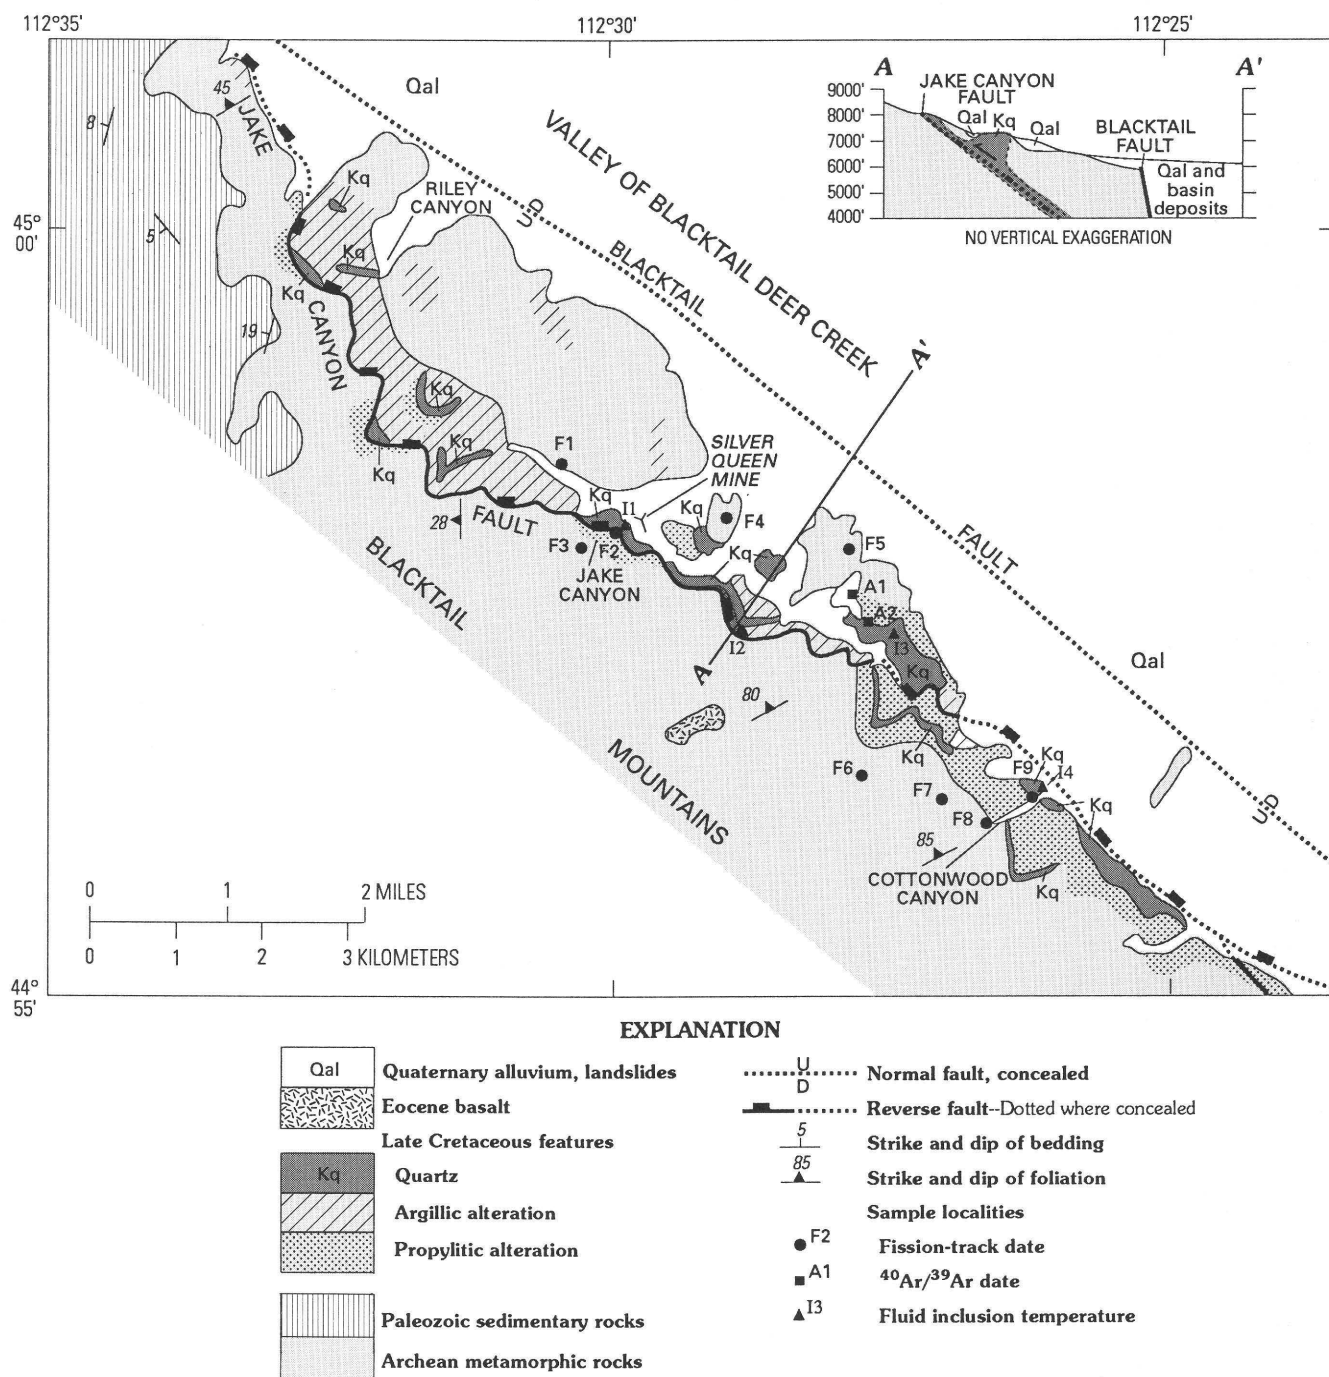 112°35'
112°30'
112°25'
45°
00'
44°
55'
Qal
VALLEY OF BLACKTAIL DEER CREEK
U
D
BLACKTAIL
FAULT
U
D
Qal
A
A'
JAKE CANYON
FAULT
Qal
Kq
Qal
BLACKTAIL
FAULT
Qal and
basin
deposits
9000'
8000'
7000'
6000'
5000'
4000'
NO VERTICAL EXAGGERATION
45
8
5
19
JAKE
CANYON
FAULT
Kq
RILEY
CANYON
Kq
Kq
Kq
Kq
Kq
28
F1
SILVER
QUEEN
MINE
Kq
I1
Kq
F4
F3
F2
JAKE
CANYON
Kq
F5
A1
A2
I3
I2
Kq
A
A'
80
BLACKTAIL
MOUNTAINS
Kq
F6
F7
F8
F9
Kq
I4
Kq
85
COTTONWOOD
CANYON
Kq
0 1 2 MILES
0 1 2 3 KILOMETERS
EXPLANATION
Qal
Quaternary alluvium, landslides
Eocene basalt
Late Cretaceous features
Kq
Quartz
Argillic alteration
Propylitic alteration
Paleozoic sedimentary rocks
Archean metamorphic rocks
U
D
Normal fault, concealed
Reverse fault--Dotted where concealed
5
Strike and dip of bedding
85
Strike and dip of foliation
Sample localities
F2
Fission-track date
A1
⁴⁰Ar/³⁹Ar date
I3
Fluid inclusion temperature